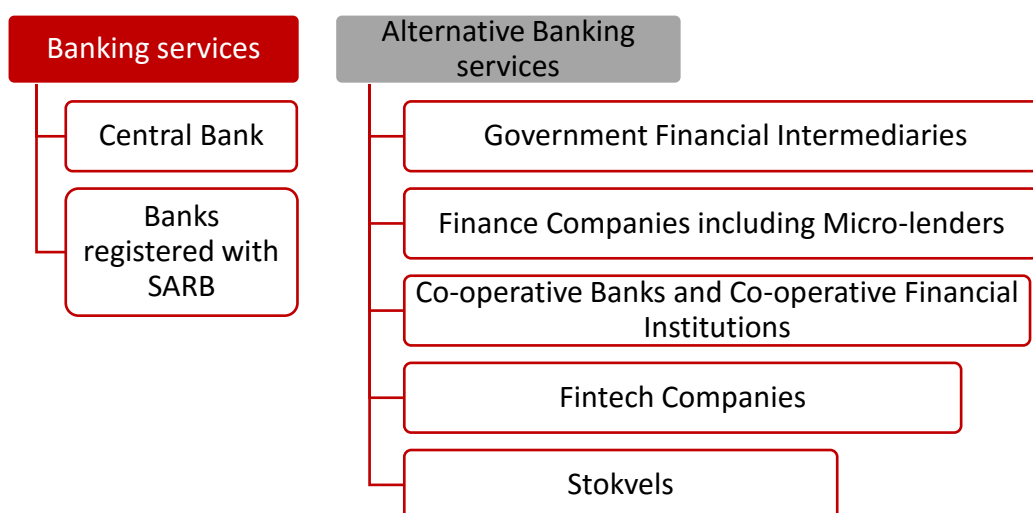 Banking services
Central Bank
Banks
registered with
SARB
Alternative Banking
services
Government Financial Intermediaries
Finance Companies including Micro-lenders
Co-operative Banks and Co-operative Financial
Institutions
Fintech Companies
Stokvels